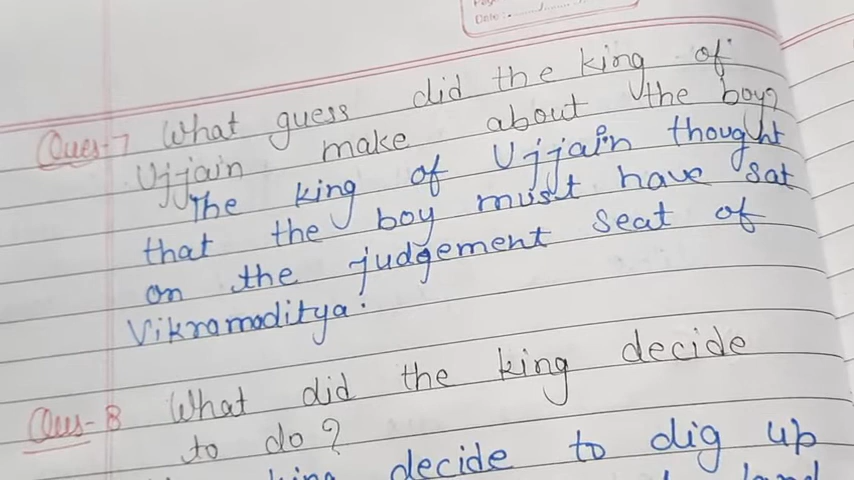 Date:
Ques-7 What guess did the king of
Ujjain make about the boy?
The king of Ujjain thought
that the boy must have sat
on the judgement seat of
Vikramaditya.
Ques-8 What did the king decide
to do?
king decide to dig up
land